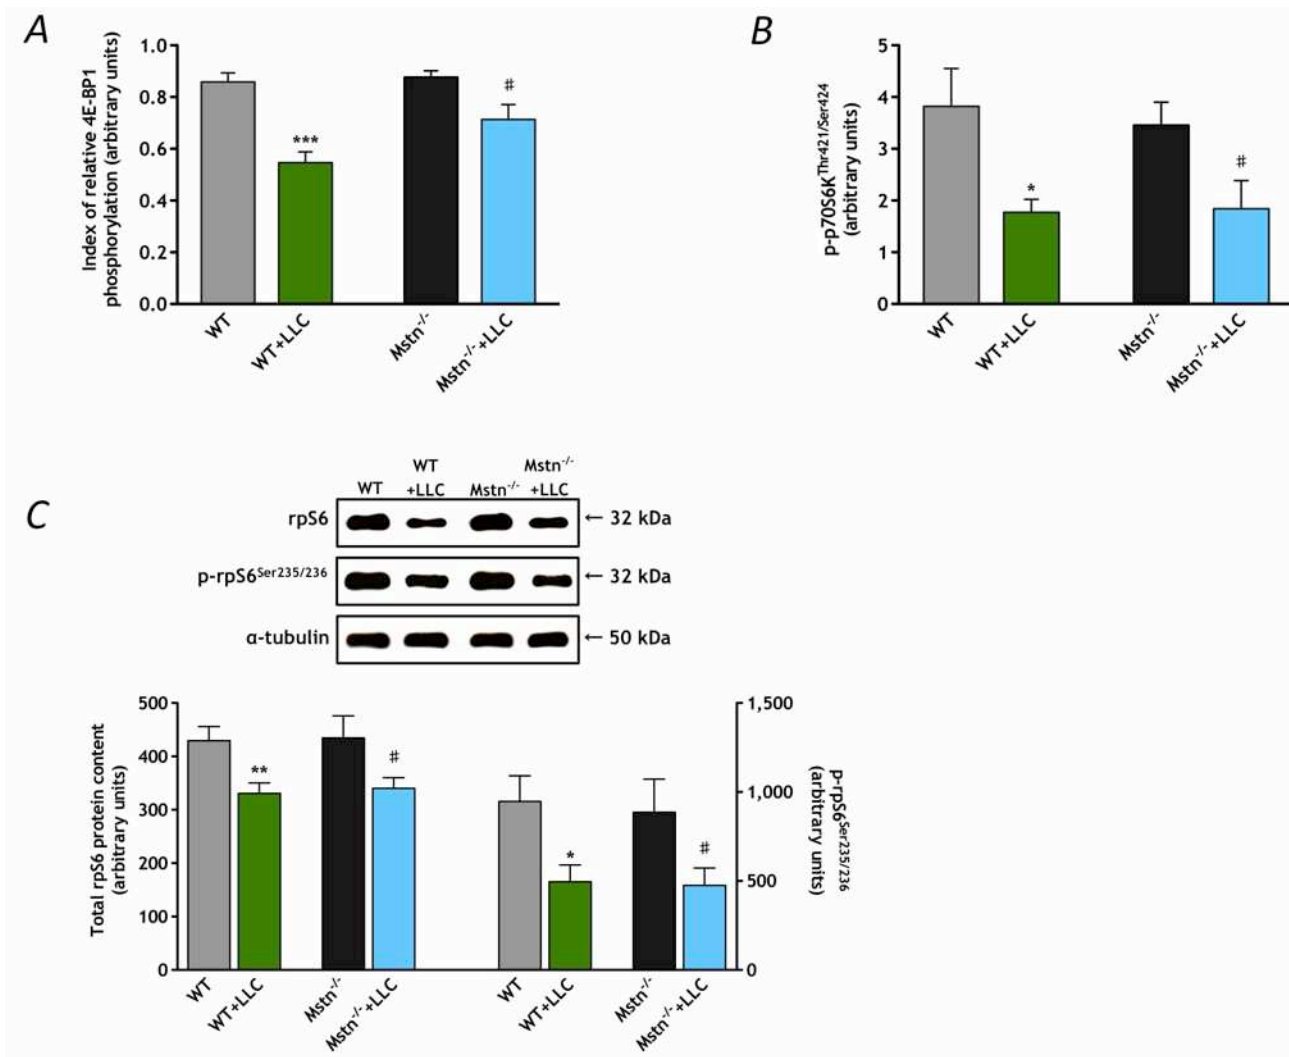 A
Index of relative 4E-BP1
phosphorylation (arbitrary units)
1.0
0.8
0.6
0.4
0.2
0.0
***
#
WT
WT+LLC
Mstn-/-
Mstn-/-+LLC
B
p-p70S6KThr421/Ser424
(arbitrary units)
5
4
3
2
1
0
*
#
WT
WT+LLC
Mstn-/-
Mstn-/-+LLC
C
WT
WT
+LLC
Mstn-/-
Mstn-/-
+LLC
rpS6
← 32 kDa
p-rpS6Ser235/236
← 32 kDa
α-tubulin
← 50 kDa
Total rpS6 protein content
(arbitrary units)
500
400
300
200
100
0
**
#
*
#
1,500
1,000
500
0
p-rpS6Ser235/236
(arbitrary units)
WT
WT+LLC
Mstn-/-
Mstn-/-+LLC
WT
WT+LLC
Mstn-/-
Mstn-/-+LLC